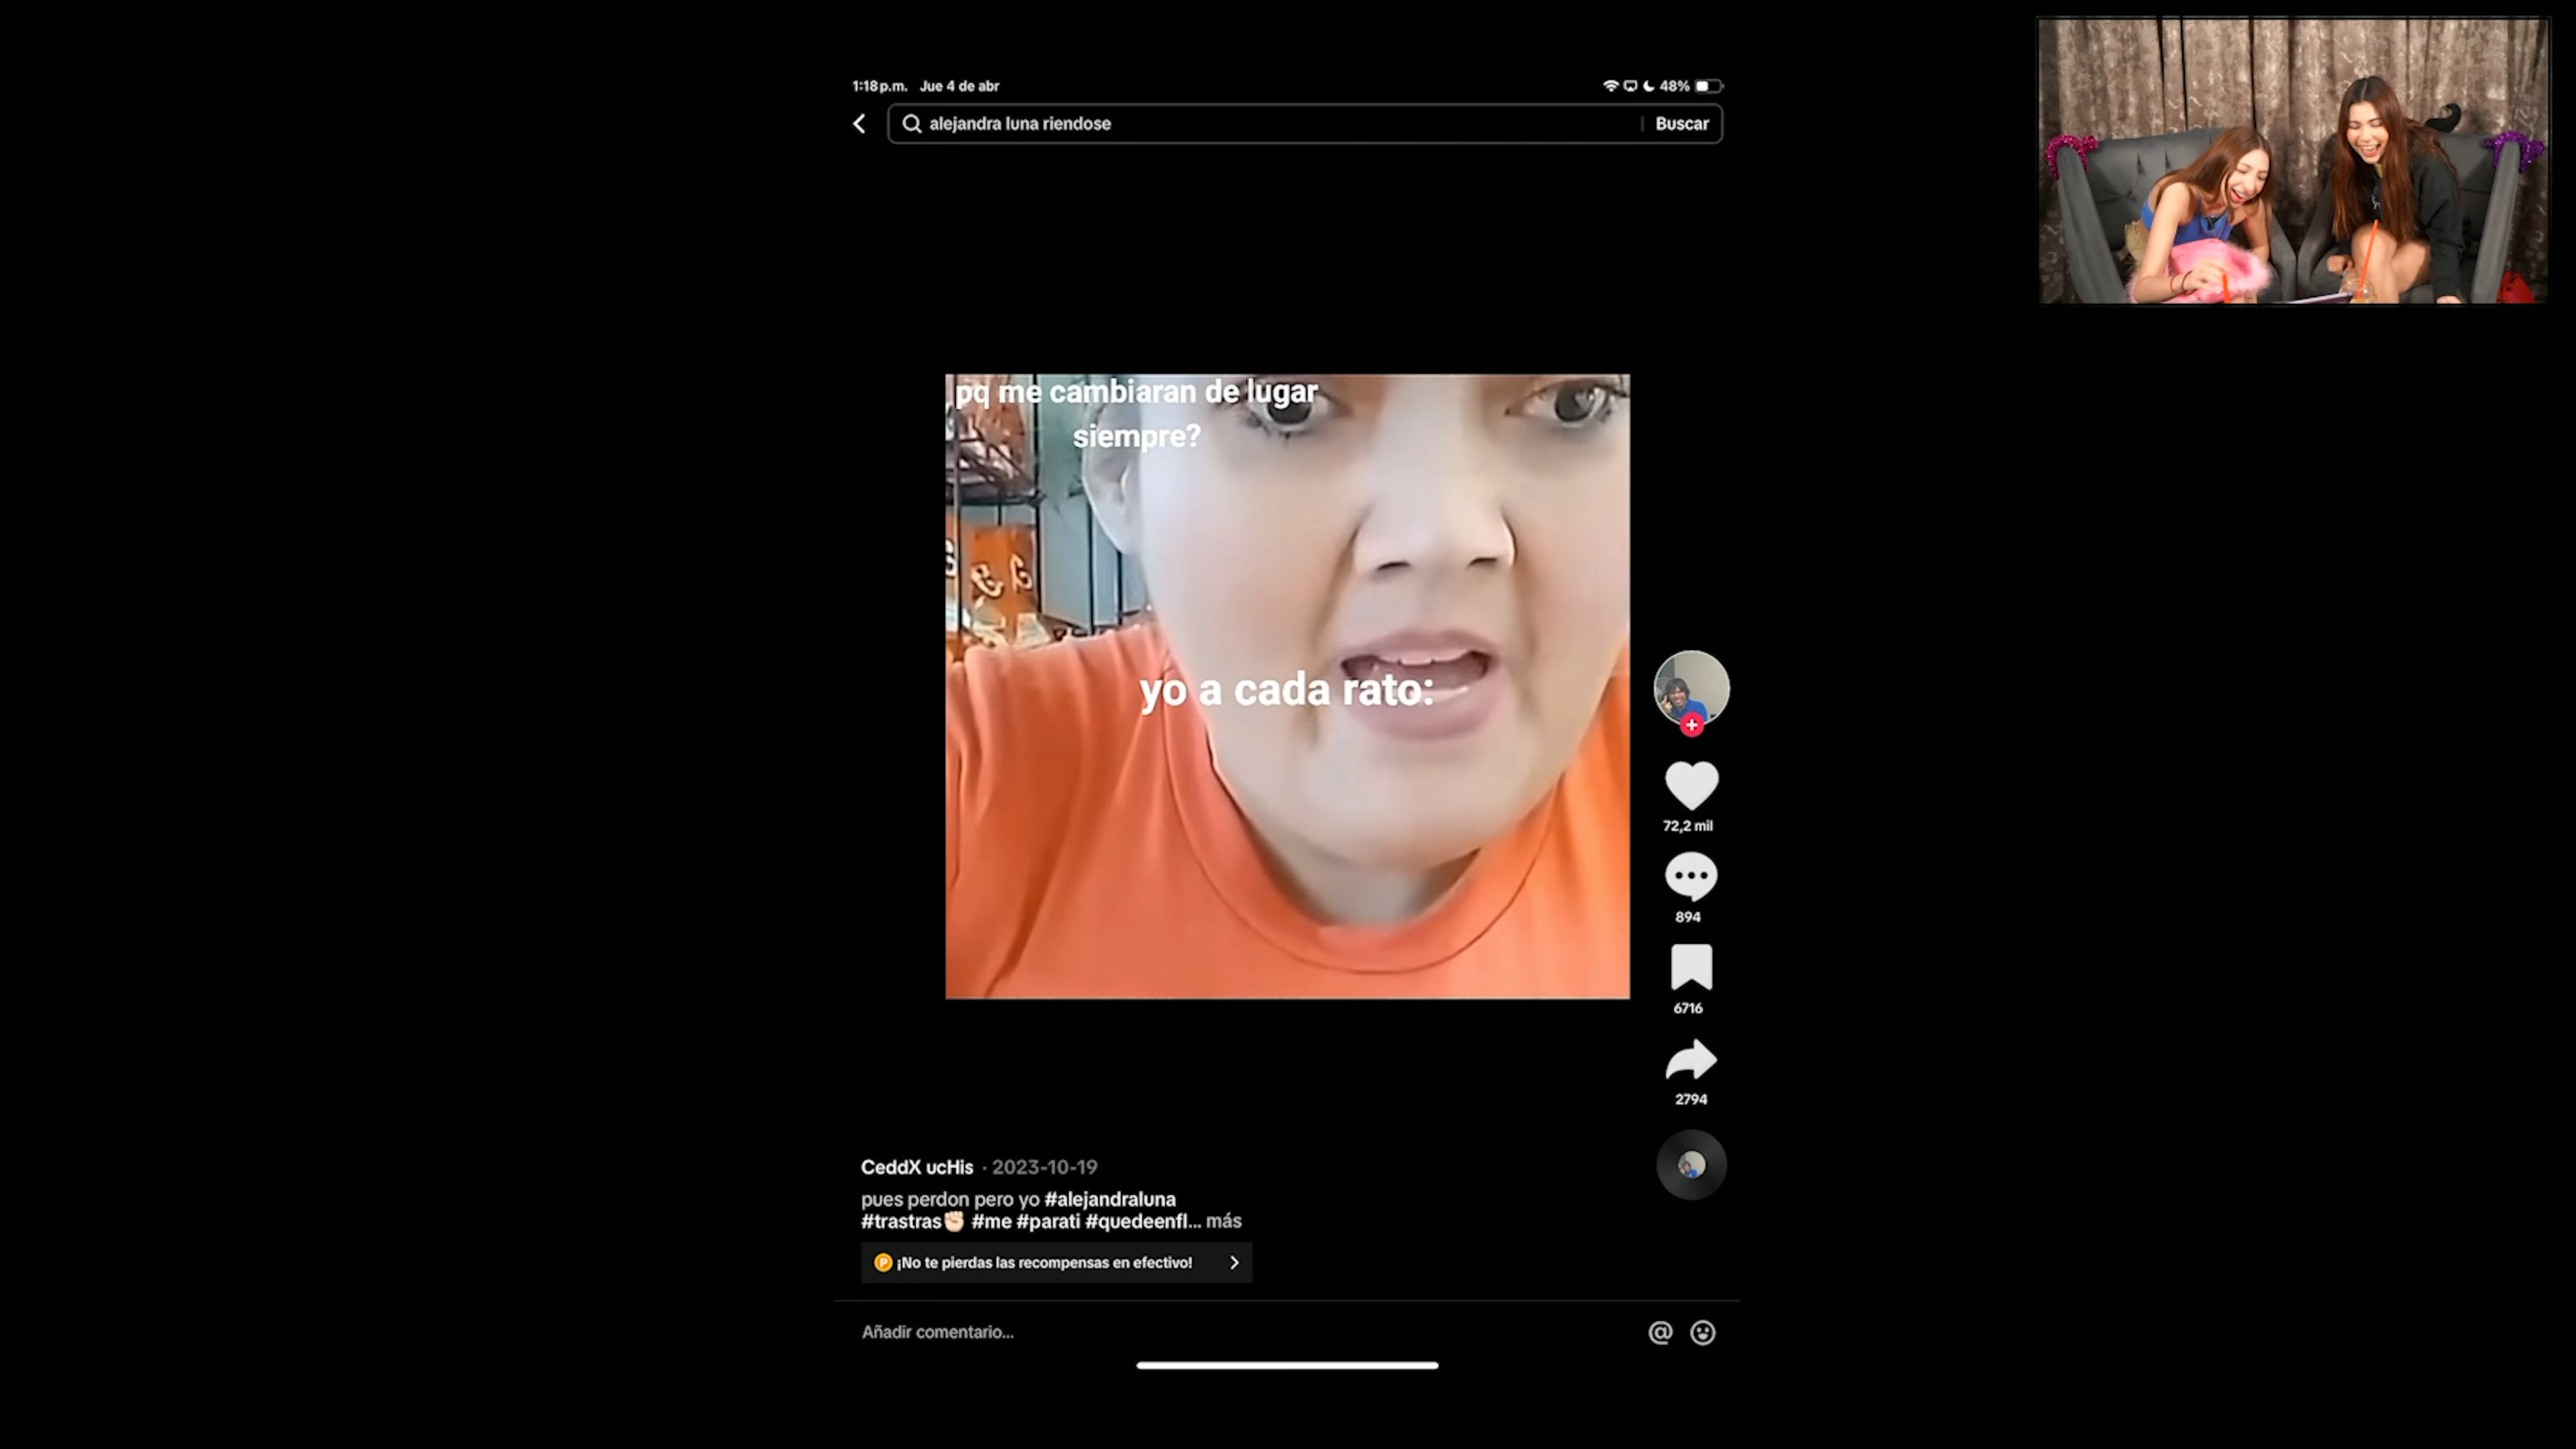 1:18 p.m. Jue 4 de abr
48%
alejandra luna riendose
Buscar
pq me cambiaran de lugar
siempre?
yo a cada rato:
72,2 mil
894
6716
2794
CeddX ucHis · 2023-10-19
pues perdon pero yo #alejandraluna
#trastras✊🏻 #me #parati #quedeenfl... más
¡No te pierdas las recompensas en efectivo!
Añadir comentario...